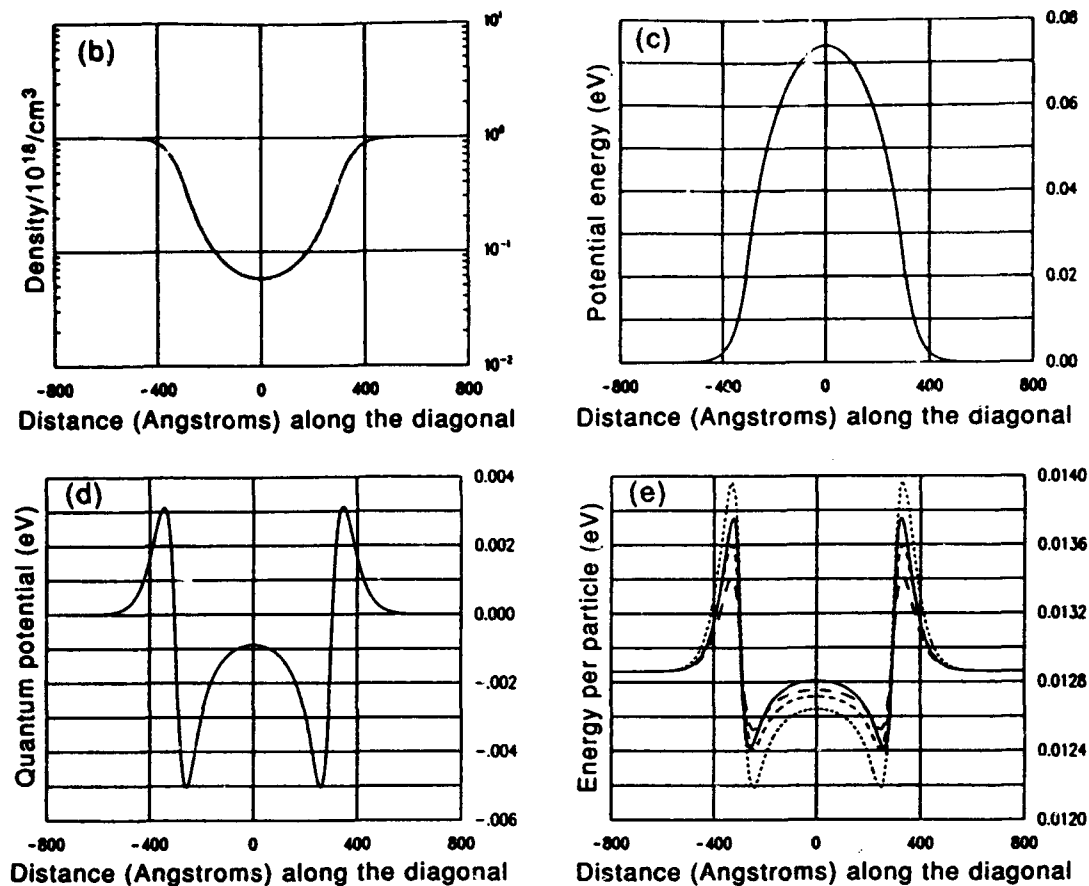 (b)
Density/10¹⁸/cm³
10¹
10⁰
10⁻¹
10⁻²
-800 -400 0 400 800
Distance (Angstroms) along the diagonal
(c)
Potential energy (eV)
0.08
0.06
0.04
0.02
0.00
-800 -400 0 400 800
Distance (Angstroms) along the diagonal
(d)
Quantum potential (eV)
0.004
0.002
0.000
-.002
-.004
-.006
-800 -400 0 400 800
Distance (Angstroms) along the diagonal
(e)
Energy per particle (eV)
0.0140
0.0136
0.0132
0.0128
0.0124
0.0120
-800 -400 0 400 800
Distance (Angstroms) along the diagonal